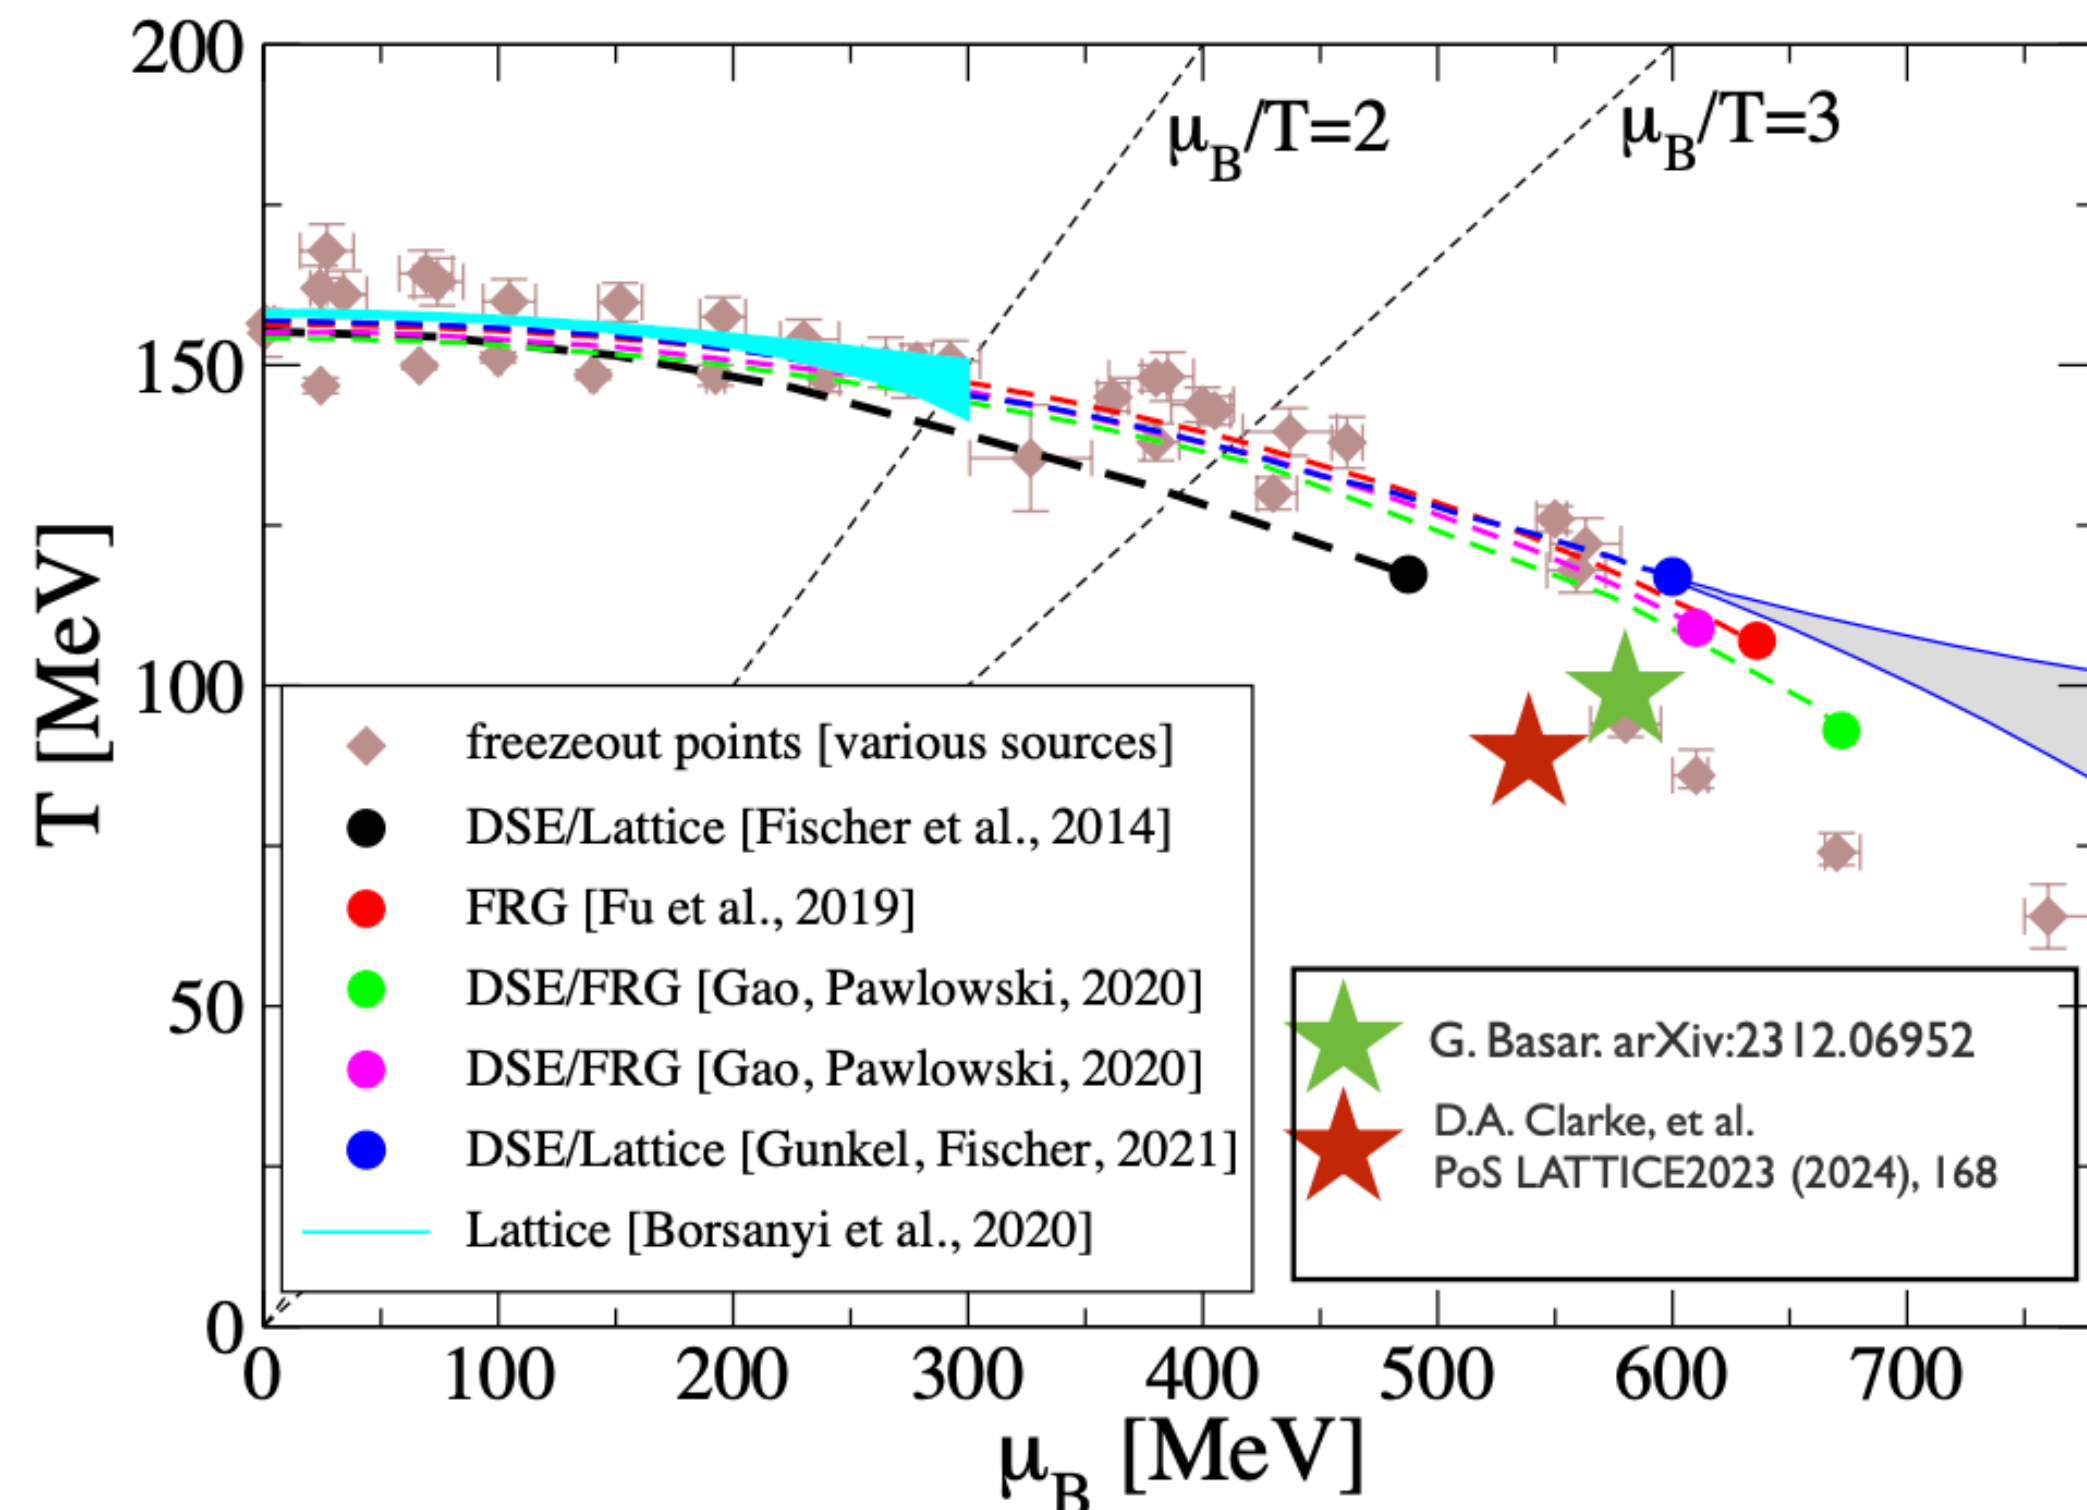 200
150
100
50
0
T [MeV]
μB/T=2
μB/T=3
freezeout points [various sources]
DSE/Lattice [Fischer et al., 2014]
FRG [Fu et al., 2019]
DSE/FRG [Gao, Pawlowski, 2020]
DSE/FRG [Gao, Pawlowski, 2020]
DSE/Lattice [Gunkel, Fischer, 2021]
Lattice [Borsanyi et al., 2020]
G. Basar. arXiv:2312.06952
D.A. Clarke, et al.
PoS LATTICE2023 (2024), 168
0 100 200 300 400 500 600 700
μB [MeV]